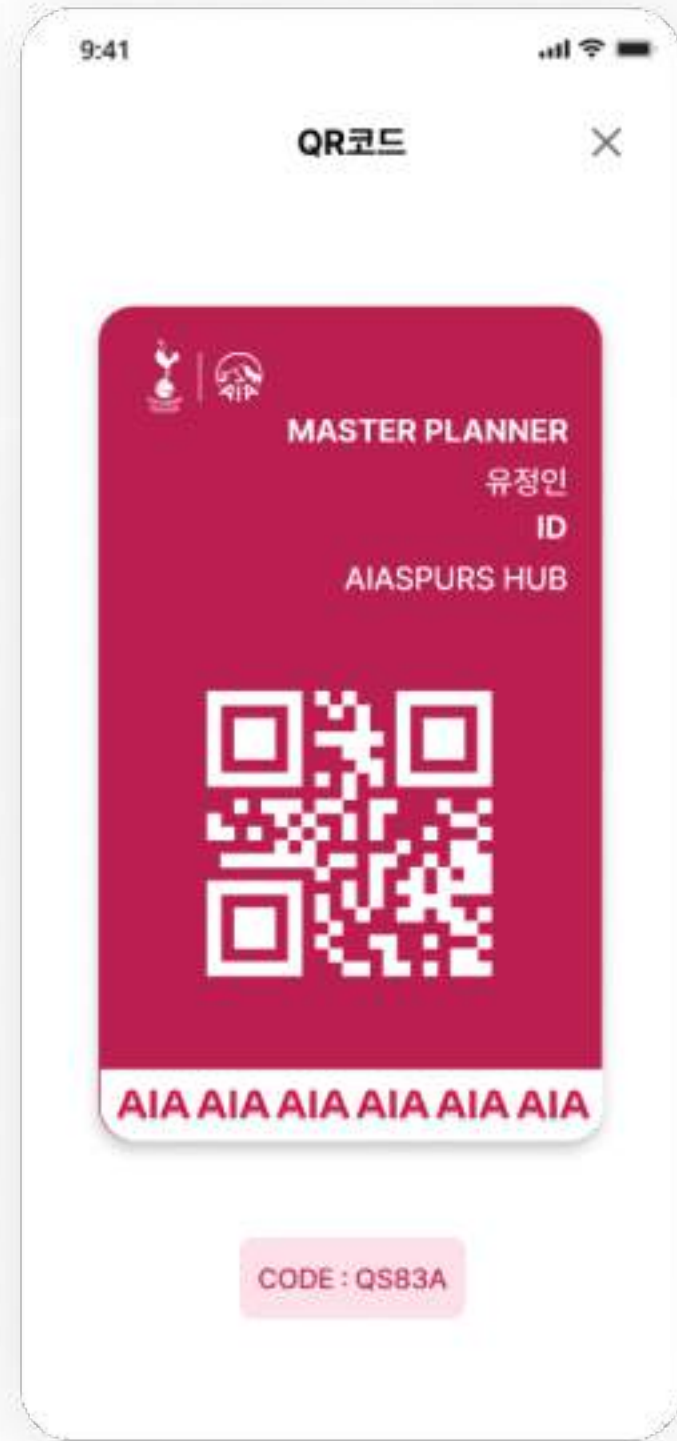 9:41
QR코드
AIA
MASTER PLANNER
유정인
ID
AIASPURS HUB
AIA AIA AIA AIA AIA AIA
CODE : QS83A